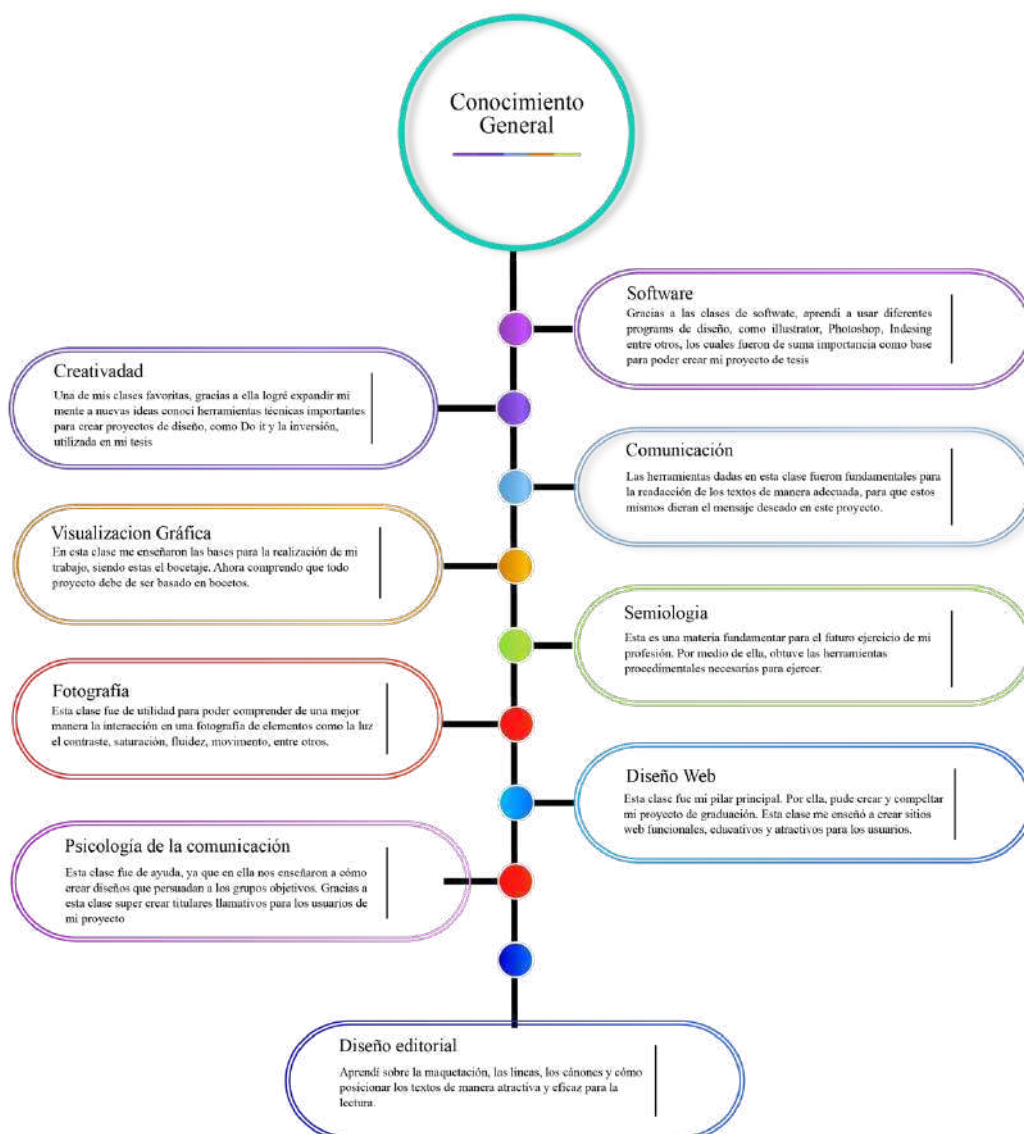 Conocimiento
General
Software
Gracias a las clases de softwate, aprendi a usar diferentes
programs de diseño, como illustrator, Photoshop, Indesing
entre otros, los cuales fueron de suma importancia como base
para poder crear mi proyecto de tesis
Creativadad
Una de mis clases favoritas, gracias a ella logré expandir mi
mente a nuevas ideas conoci herramientas técnicas importantes
para crear proyectos de diseño, como Do it y la inversión,
utilizada en mi tesis
Comunicación
Las herramientas dadas en esta clase fueron fundamentales para
la readacción de los textos de manera adecuada, para que estos
mismos dieran el mensaje deseado en este proyecto.
Visualizacion Gráfica
En esta clase me enseñaron las bases para la realización de mi
trabajo, siendo estas el bocetaje. Ahora comprendo que todo
proyecto debe de ser basado en bocetos.
Semiologia
Esta es una materia fundamentar para el futuro ejercicio de mi
profesión. Por medio de ella, obtuve las herramientas
procedimentales necesarias para ejercer.
Fotografía
Esta clase fue de utilidad para poder comprender de una mejor
manera la interacción en una fotografía de elementos como la luz
el contraste, saturación, fluidez, movimento, entre otros.
Diseño Web
Esta clase fue mi pilar principal. Por ella, pude crear y compeltar
mi proyecto de graduación. Esta clase me enseñó a crear sitios
web funcionales, educativos y atractivos para los usuarios.
Psicología de la comunicación
Esta clase fue de ayuda, ya que en ella nos enseñaron a cómo
crear diseños que persuadan a los grupos objetivos. Gracias a
esta clase super crear titulares llamativos para los usuarios de
mi proyecto
Diseño editorial
Aprendí sobre la maquetación, las lineas, los cánones y cómo
posicionar los textos de manera atractiva y eficaz para la
lectura.